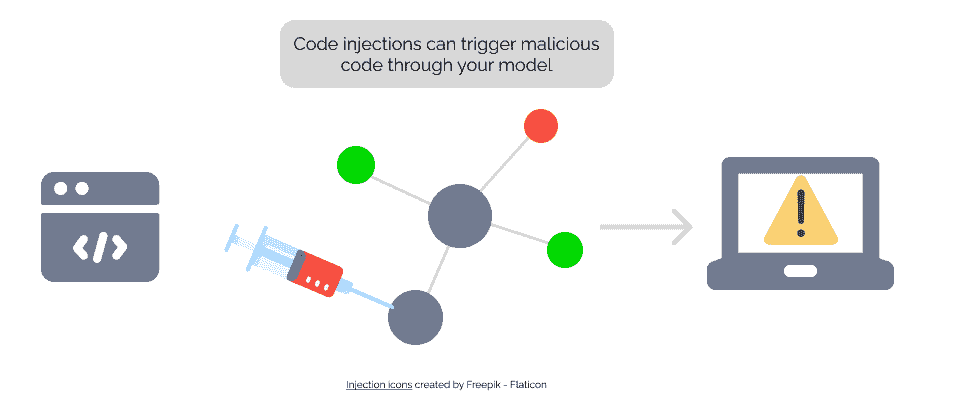 Code injections can trigger malicious
code through your model
</>
Injection icons created by Freepik - Flaticon